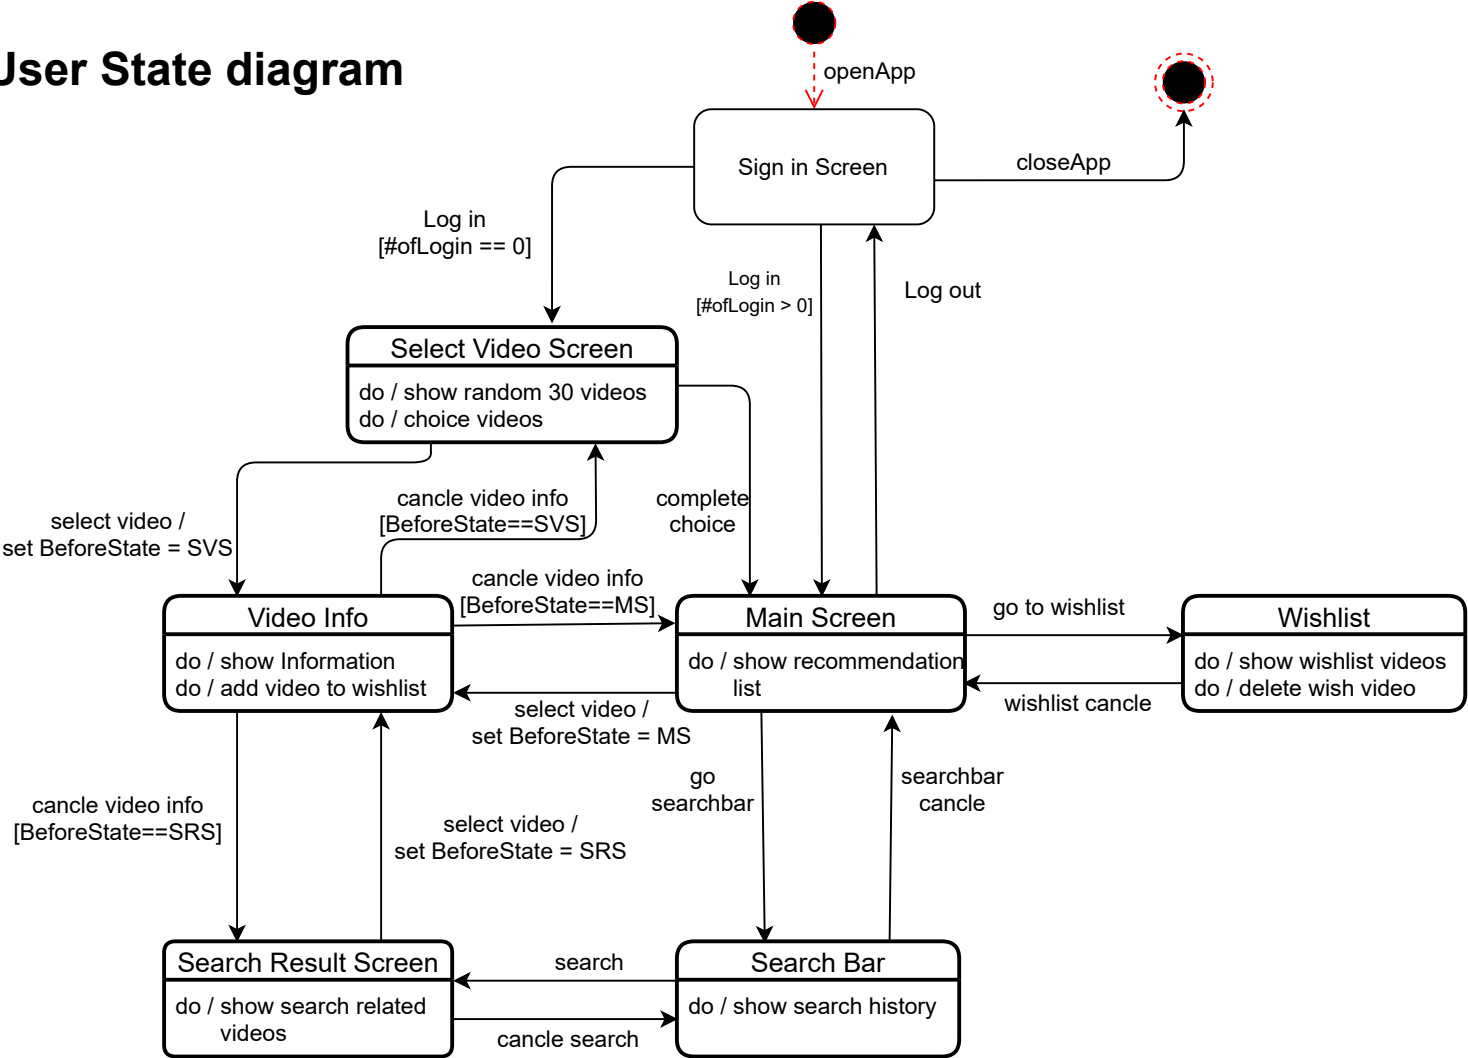 User State diagram
openApp
Sign in Screen
closeApp
Log in
[#ofLogin == 0]
Log in
[#ofLogin > 0]
Log out
Select Video Screen
do / show random 30 videos
do / choice videos
cancle video info
[BeforeState==SVS]
complete
choice
select video /
set BeforeState = SVS
cancle video info
[BeforeState==MS]
Video Info
do / show Information
do / add video to wishlist
Main Screen
do / show recommendation
list
go to wishlist
Wishlist
do / show wishlist videos
do / delete wish video
wishlist cancle
select video /
set BeforeState = MS
go
searchbar
searchbar
cancle
cancle video info
[BeforeState==SRS]
select video /
set BeforeState = SRS
Search Result Screen
do / show search related
videos
search
cancle search
Search Bar
do / show search history